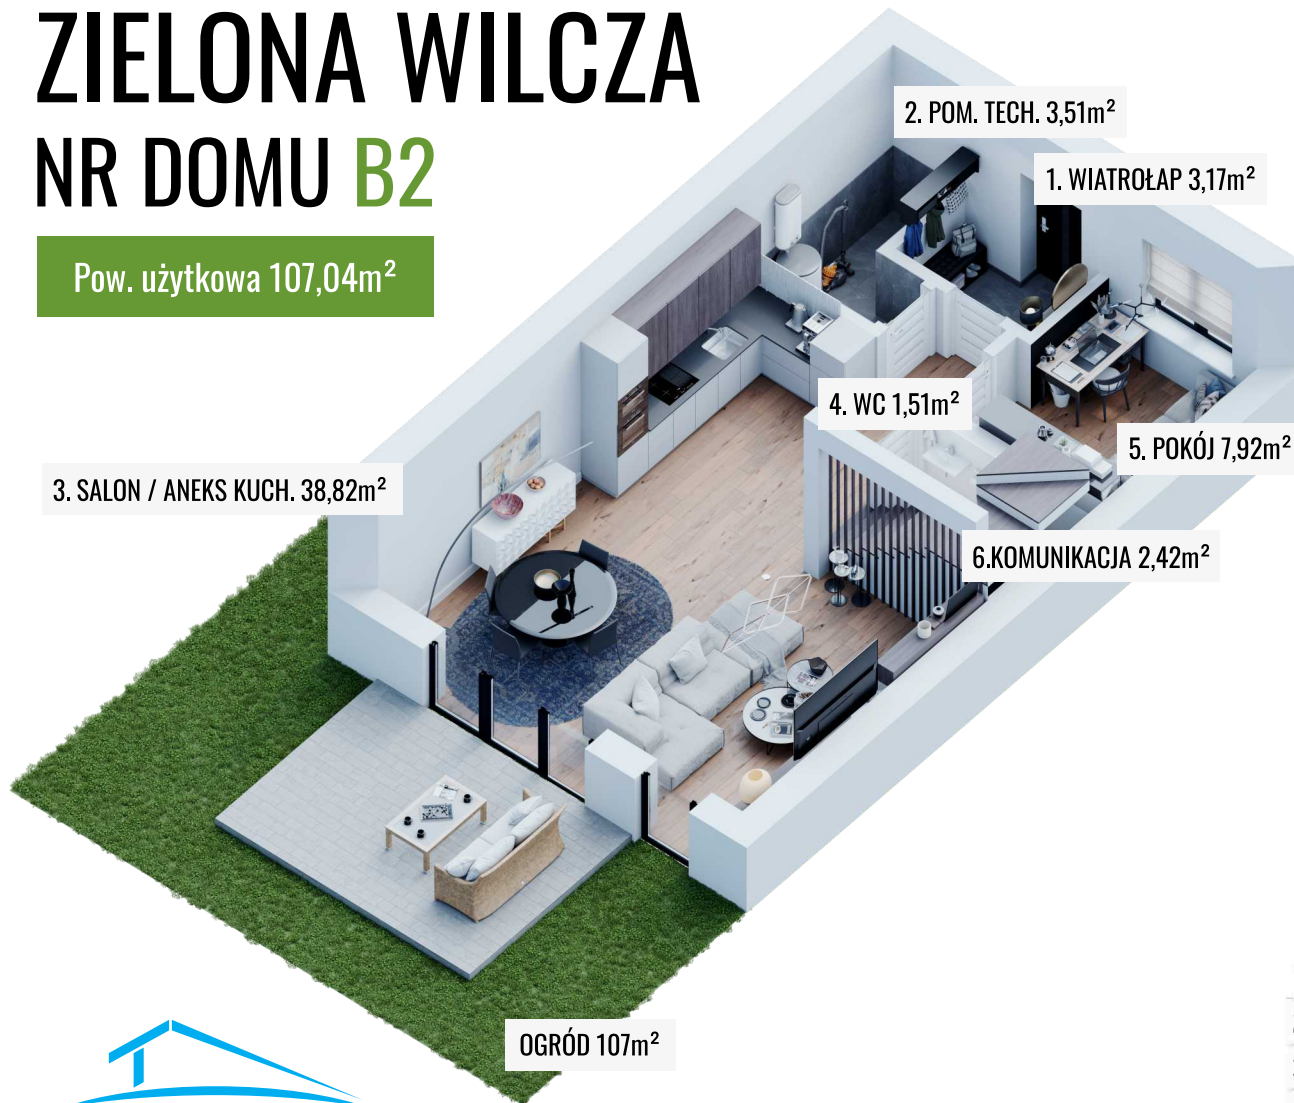 ZIELONA WILCZA
NR DOMU B2
Pow. użytkowa 107,04m²
2. POM. TECH. 3,51m²
1. WIATROŁAP 3,17m²
4. WC 1,51m²
5. POKÓJ 7,92m²
3. SALON / ANEKS KUCH. 38,82m²
6.KOMUNIKACJA 2,42m²
OGRÓD 107m²